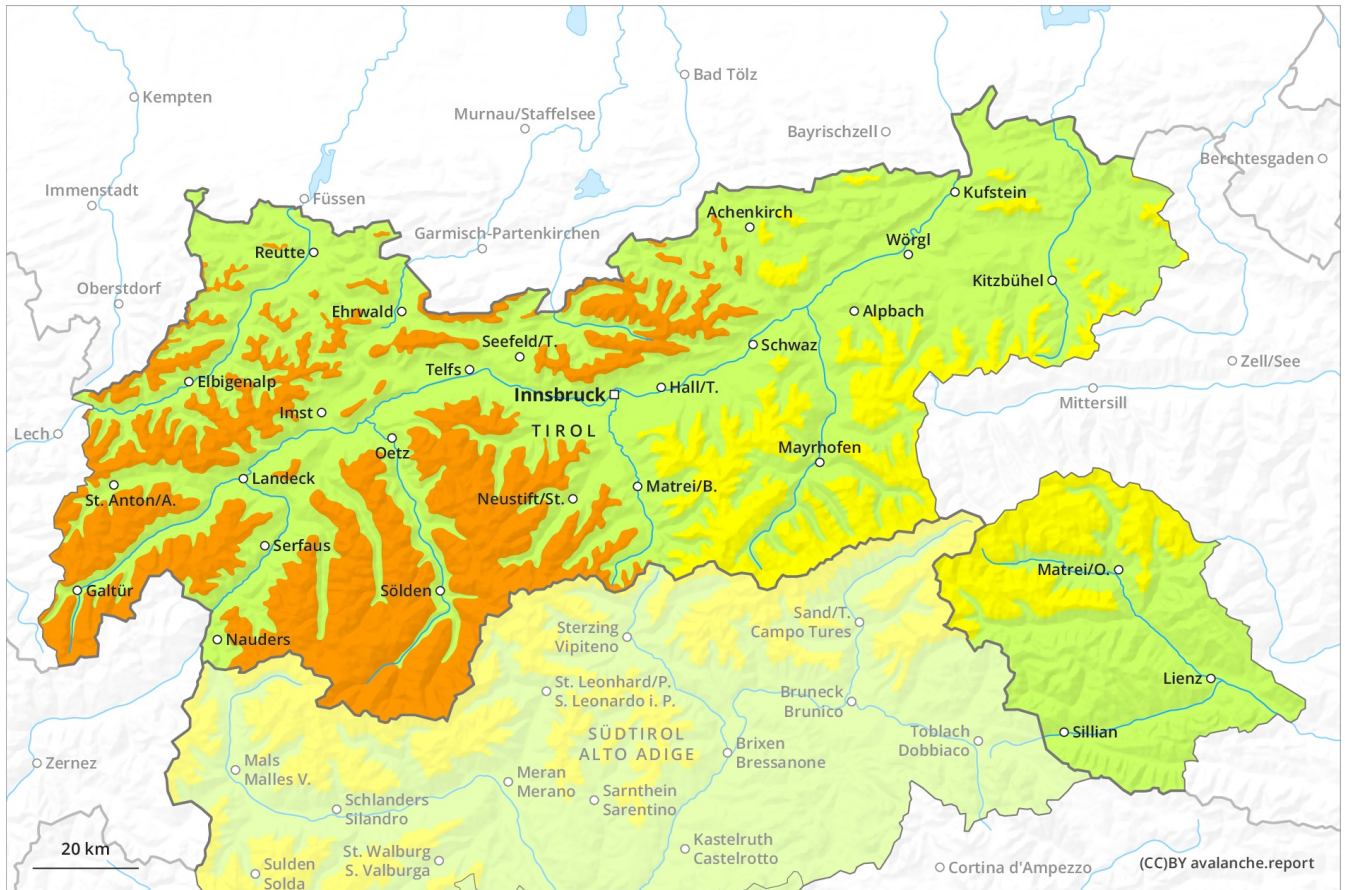 Bad Tölz
Kempten
Murnau/Staffelsee
Bayrischzell
Berchtesgaden
Immenstadt
Füssen
Kufstein
Achenkirch
Garmisch-Partenkirchen
Wörgl
Reutte
Oberstdorf
Kitzbühel
Ehrwald
Alpbach
Seefeld/T.
Schwaz
Zell/See
Telfs
Elbigenalp
Hall/T.
Innsbruck
Mittersill
Imst
TIROL
Lech
Oetz
Mayrhofen
Landeck
Matrei/B.
St. Anton/A.
Neustift/St.
Serfaus
Matrei/O.
Galtür
Sölden
Sand/T.
Campo Tures
Sterzing
Vipiteno
Nauders
Lienz
St. Leonhard/P.
S. Leonardo i. P.
Bruneck
Brunico
Sillian
SÜDTIROL
ALTO ADIGE
Toblach
Dobbiaco
Brixen
Bressanone
Zernez
Mals
Malles V.
Meran
Merano
Sarnthein
Sarentino
Schlanders
Silandro
Kastelruth
Castelrotto
20 km
St. Walburg
S. Valburga
Sulden
Solda
Cortina d'Ampezzo
(CC)BY avalanche.report